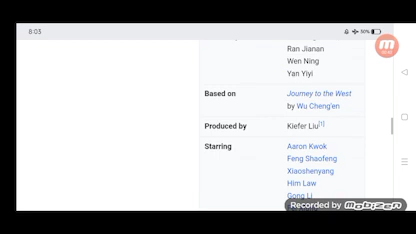 8:03
50%
Ran Jianan
Wen Ning
Yan Yiyi
Based on
Journey to the West
by Wu Cheng'en
Produced by
Kiefer Liu[1]
Starring
Aaron Kwok
Feng Shaofeng
Xiaoshenyang
Him Law
Gong Li
Recorded by mobizen